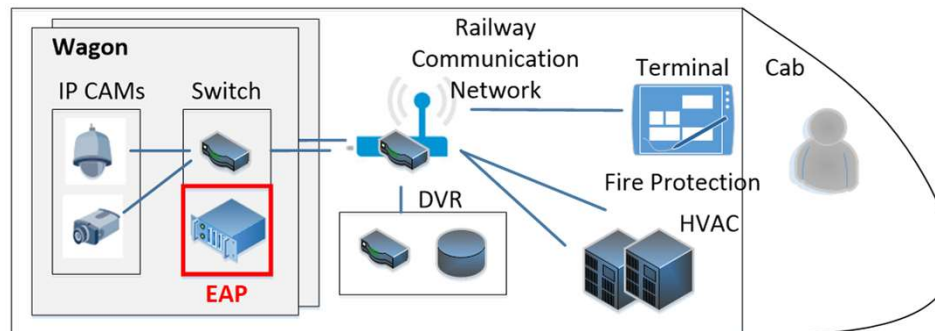 Wagon
IP CAMs
Switch
EAP
Railway
Communication
Network
DVR
Terminal
Fire Protection
HVAC
Cab